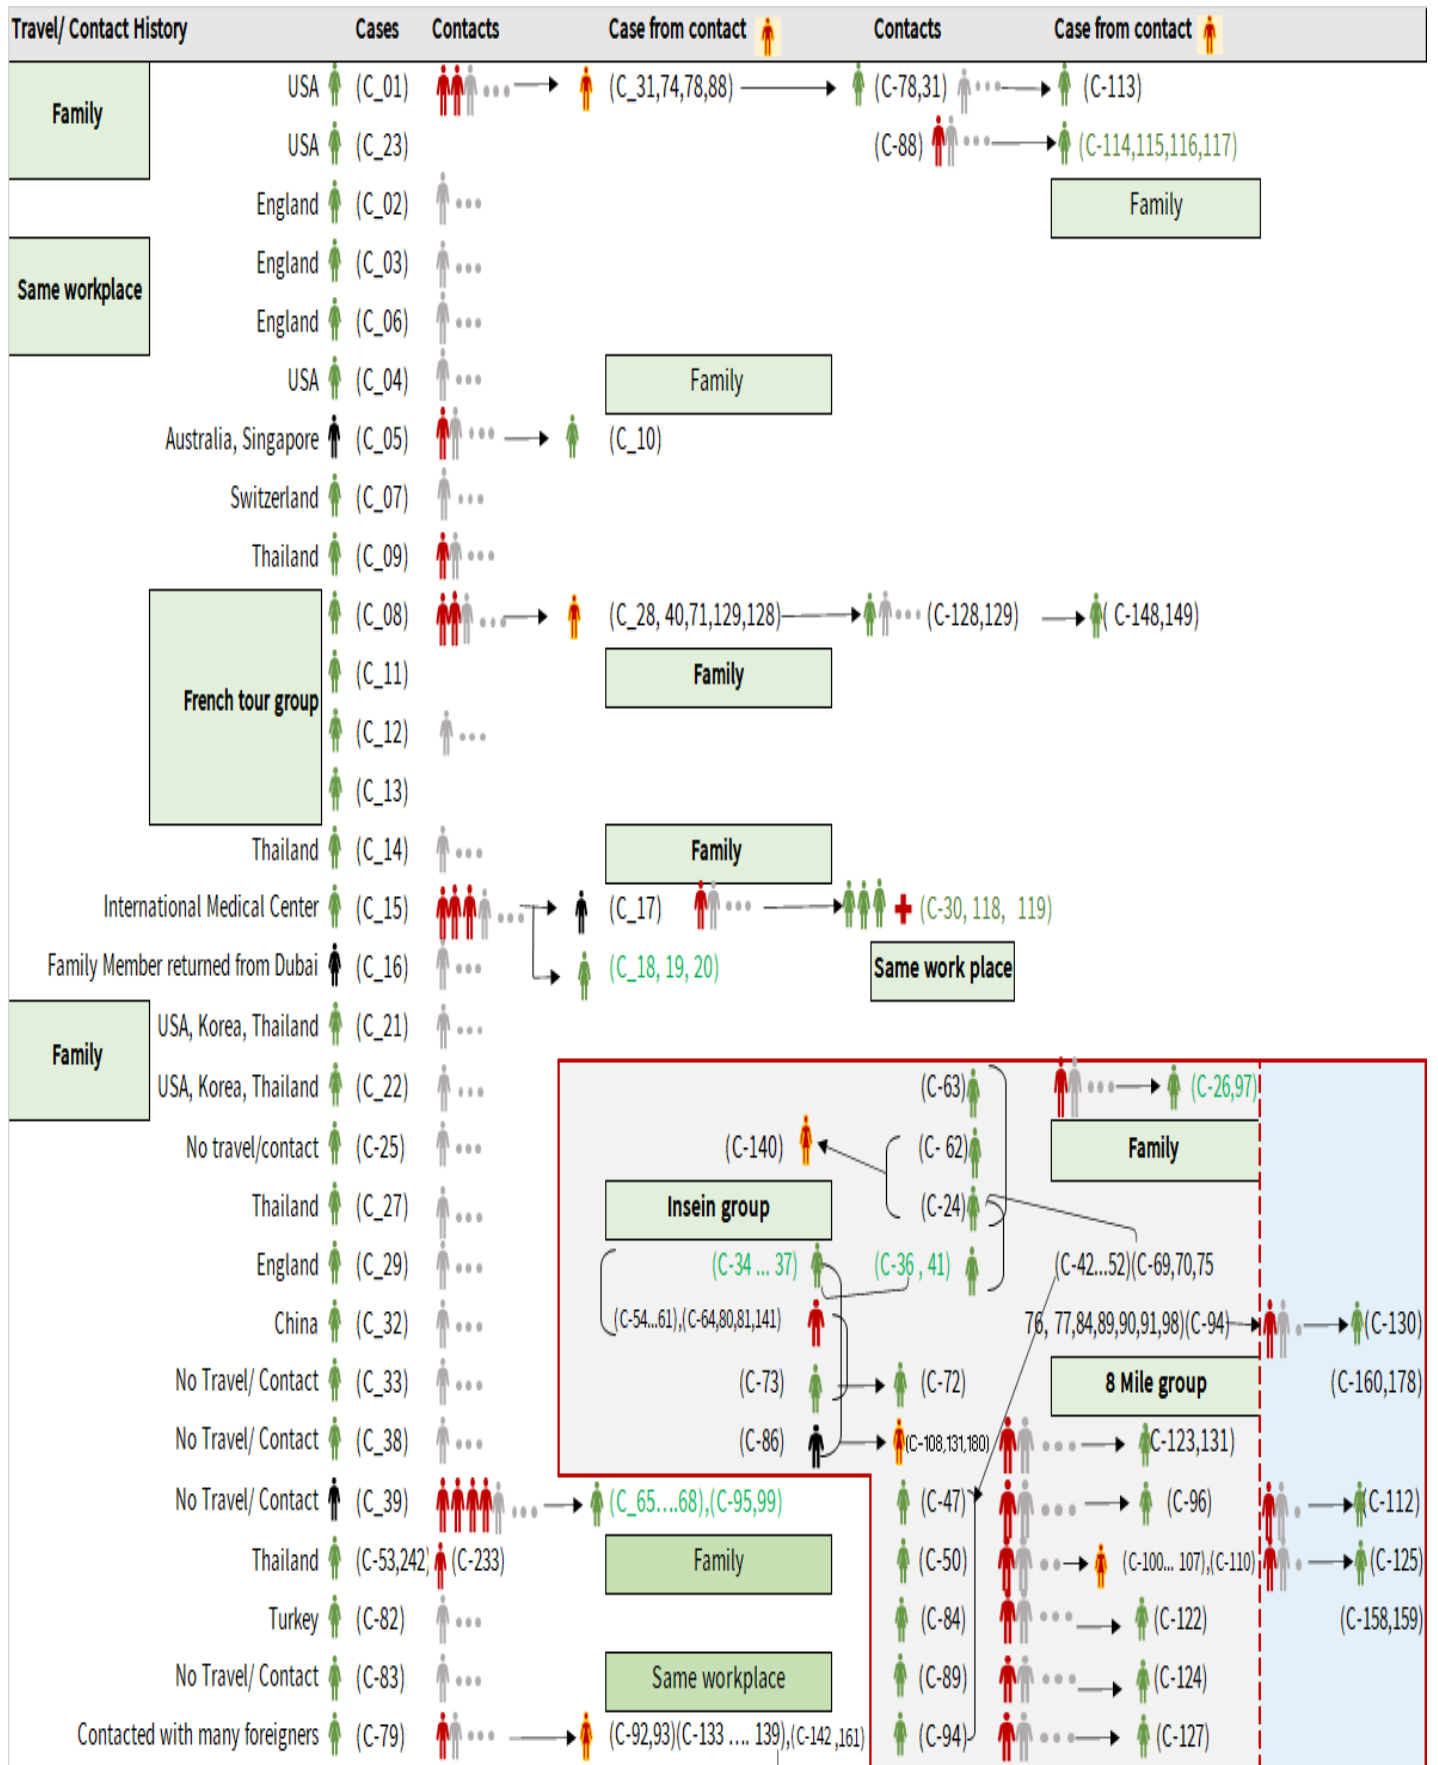 Travel/ Contact History Cases Contacts Case from contact Contacts Case from contact
Family
USA (C_01) (C_31,74,78,88) (C-78,31) (C-113)
USA (C_23) (C-88) (C-114,115,116,117)
England (C_02) Family
Same workplace
England (C_03)
England (C_06)
USA (C_04) Family
Australia, Singapore (C_05) (C_10)
Switzerland (C_07)
Thailand (C_09)
French tour group
(C_08) (C_28, 40,71,129,128) (C-128,129) ( C-148,149)
(C_11) Family
(C_12)
(C_13)
Thailand (C_14) Family
International Medical Center (C_15) (C_17) (C-30, 118, 119)
Family Member returned from Dubai (C_16) (C_18, 19, 20) Same work place
Family
USA, Korea, Thailand (C_21)
USA, Korea, Thailand (C_22) (C-63) (C-26,97)
No travel/contact (C-25) (C-140) (C- 62) Family
Thailand (C_27) Insein group (C-24)
England (C_29) (C-34 ... 37) (C-36 , 41) (C-42...52)(C-69,70,75
China (C_32) (C-54...61),(C-64,80,81,141) 76, 77,84,89,90,91,98)(C-94) (C-130)
No Travel/ Contact (C_33) (C-73) (C-72) 8 Mile group (C-160,178)
No Travel/ Contact (C_38) (C-86) (C-108,131,180) C-123,131)
No Travel/ Contact (C_39) (C_65....68),(C-95,99) (C-47) (C-96) (C-112)
Thailand (C-53,242) (C-233) Family (C-50) (C-100... 107),(C-110) (C-125)
Turkey (C-82) (C-84) (C-122) (C-158,159)
No Travel/ Contact (C-83) Same workplace (C-89) (C-124)
Contacted with many foreigners (C-79) (C-92,93)(C-133 .... 139),(C-142 ,161) (C-94) (C-127)